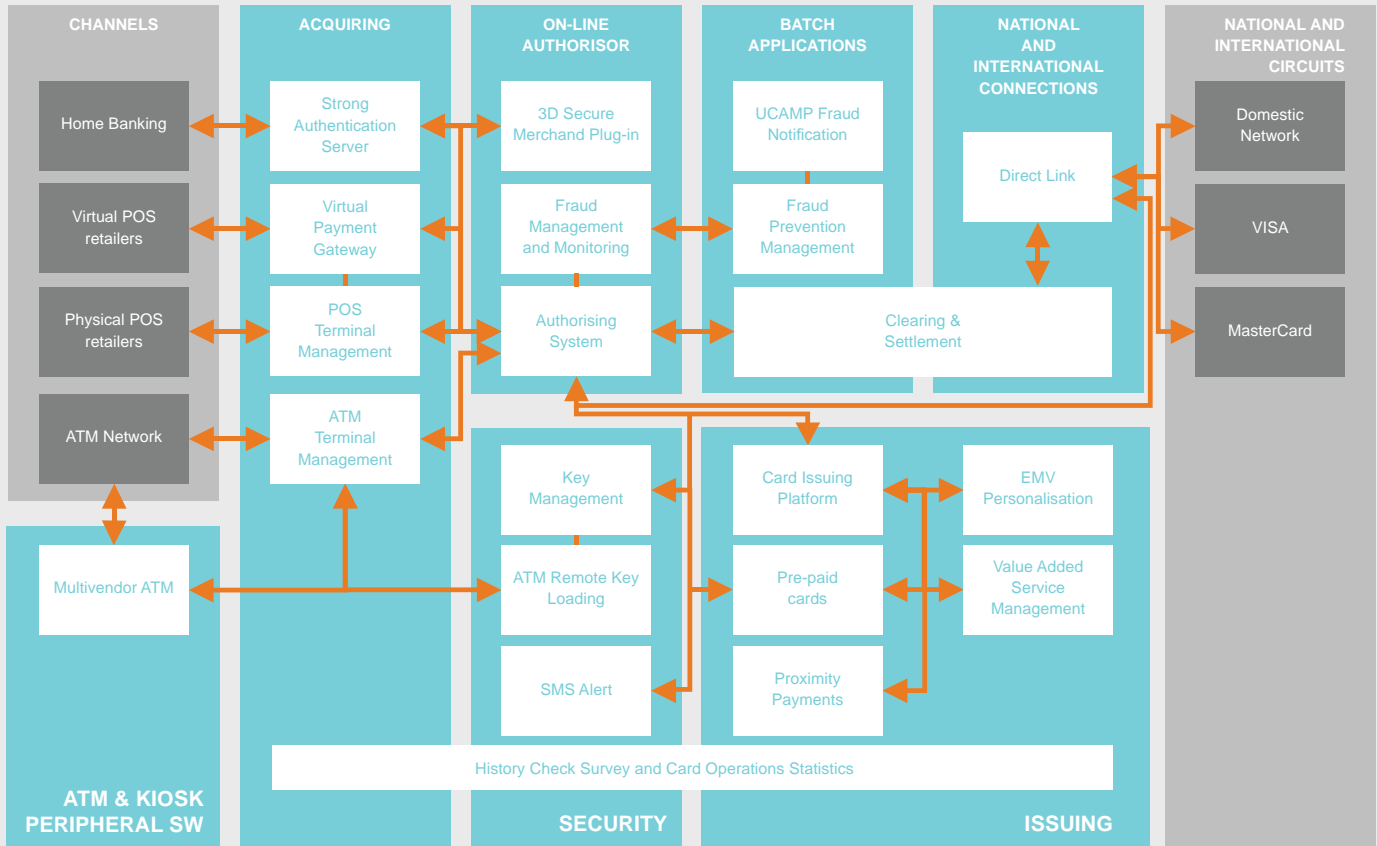 CHANNELS
Home Banking
Virtual POS
retailers
Physical POS
retailers
ATM Network
ACQUIRING
Strong
Authentication
Server
Virtual
Payment
Gateway
POS
Terminal
Management
ATM
Terminal
Management
ON-LINE
AUTHORISOR
3D Secure
Merchand Plug-in
Fraud
Management
and Monitoring
Authorising
System
BATCH
APPLICATIONS
UCAMP Fraud
Notification
Fraud
Prevention
Management
Clearing &
Settlement
NATIONAL
AND
INTERNATIONAL
CONNECTIONS
Direct Link
NATIONAL AND
INTERNATIONAL
CIRCUITS
Domestic
Network
VISA
MasterCard
Multivendor ATM
ATM & KIOSK
PERIPHERAL SW
Key
Management
ATM Remote Key
Loading
SMS Alert
Card Issuing
Platform
Pre-paid
cards
Proximity
Payments
EMV
Personalisation
Value Added
Service
Management
History Check Survey and Card Operations Statistics
SECURITY
ISSUING